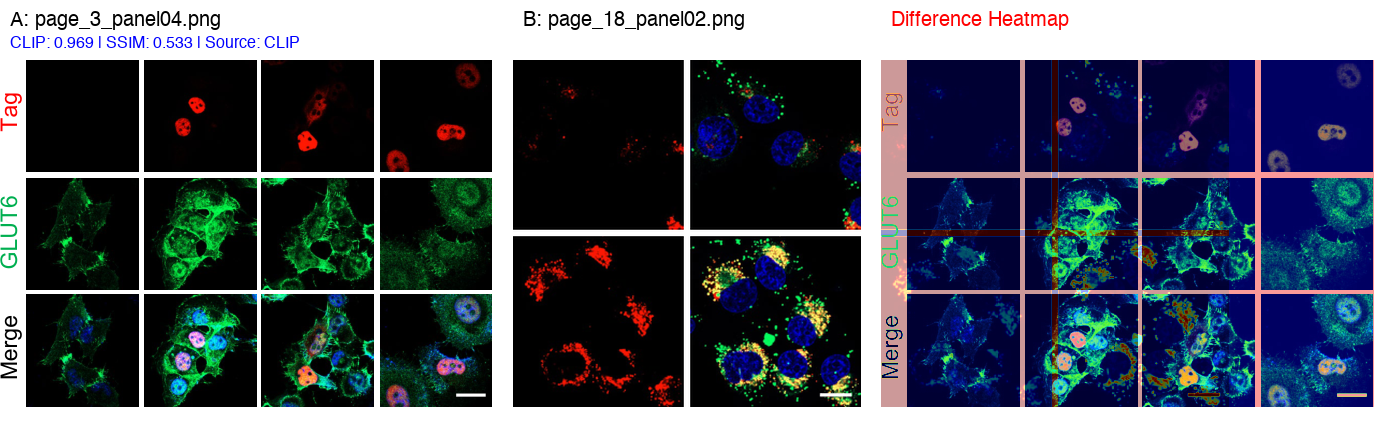 A: page_3_panel04.png
CLIP: 0.969 | SSIM: 0.533 | Source: CLIP
B: page_18_panel02.png
Difference Heatmap
Tag
GLUT6
Merge
Tag
GLUT6
Merge